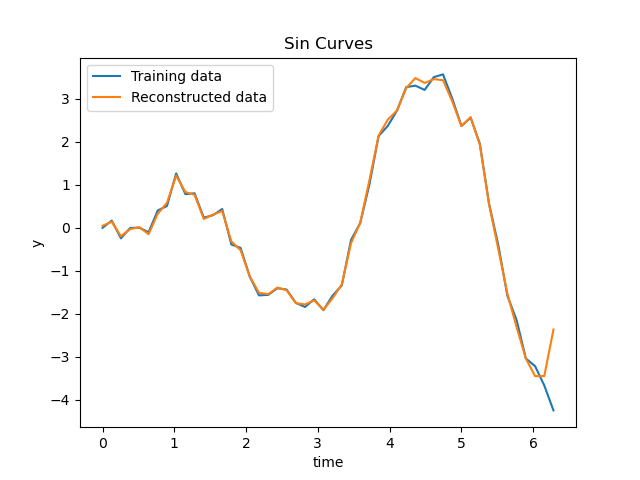 Sin Curves
Training data
Reconstructed data
3
2
1
0
−1
−2
−3
−4
y
0 1 2 3 4 5 6
time